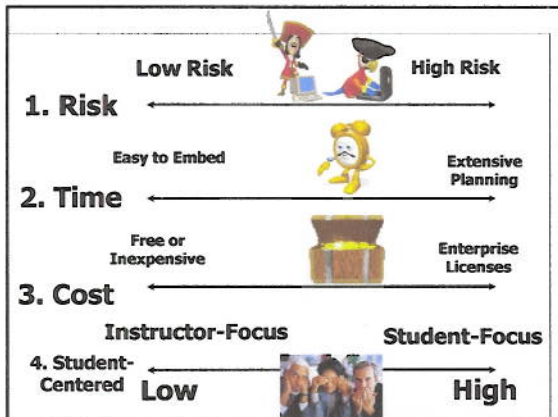 Low Risk
High Risk
1. Risk
Easy to Embed
Extensive
Planning
2. Time
Free or
Inexpensive
Enterprise
Licenses
3. Cost
Instructor-Focus
Student-Focus
4. Student-
Centered
Low
High